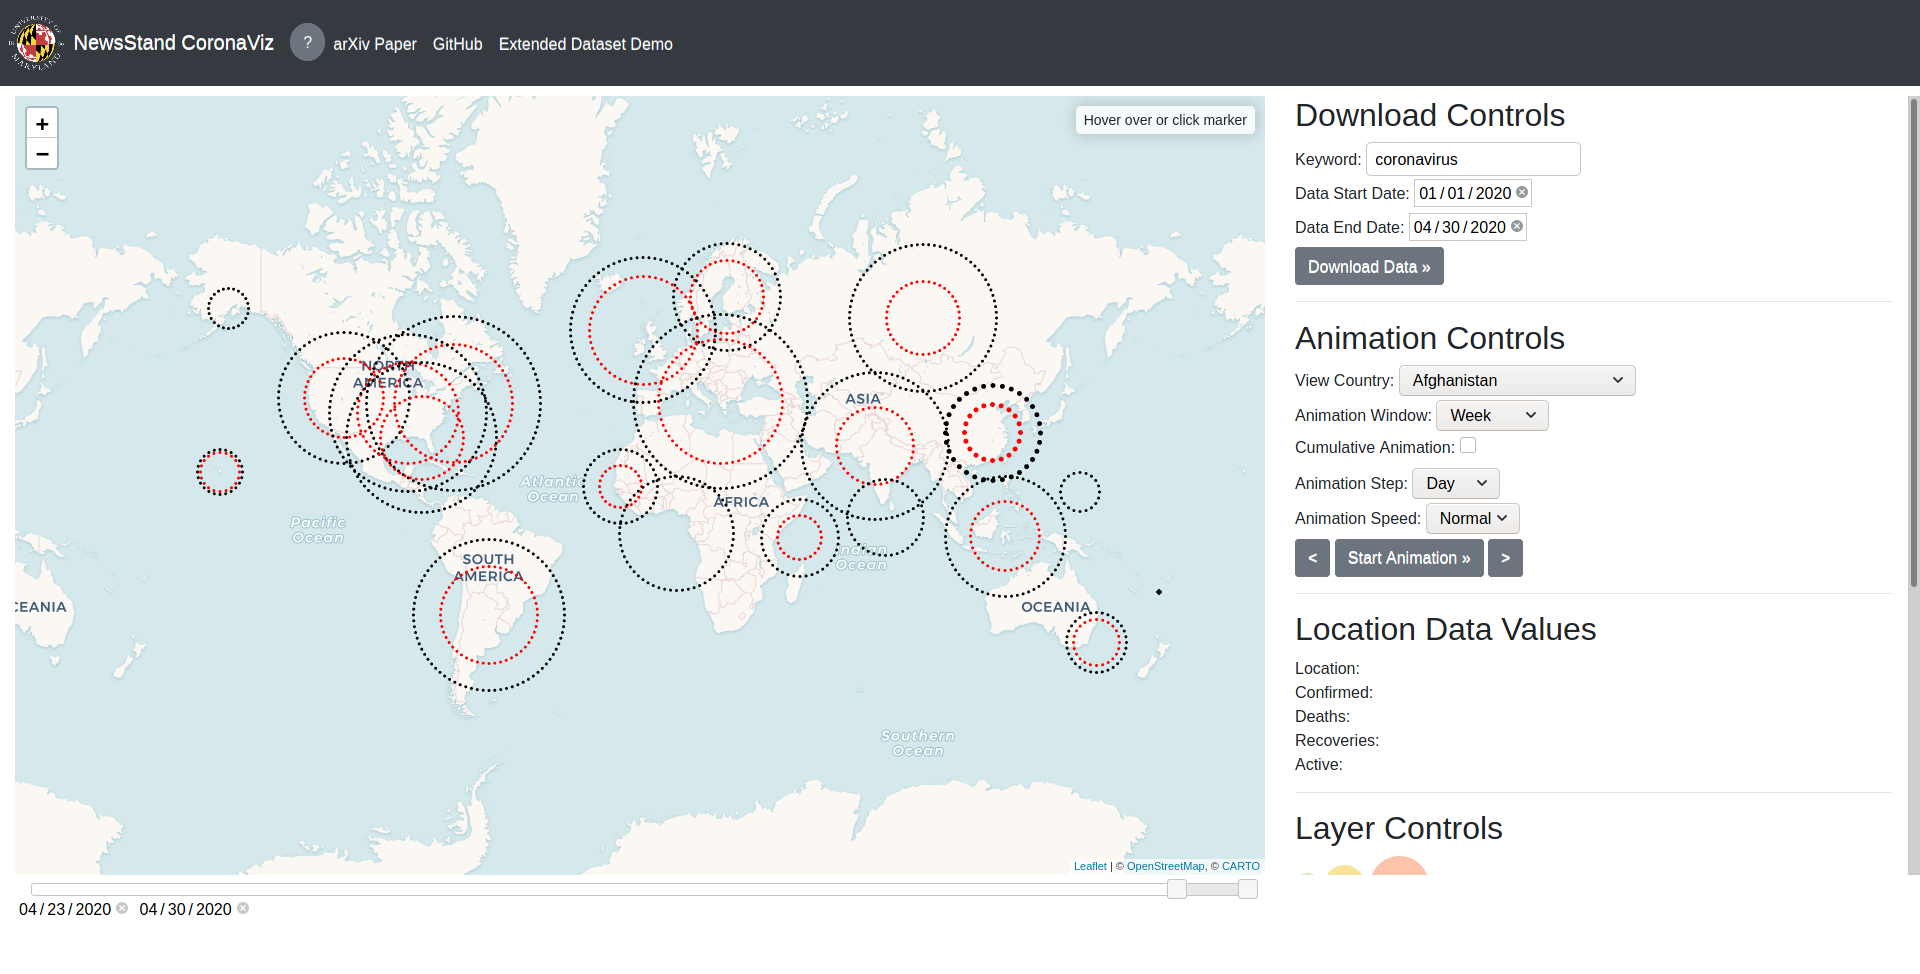 NewsStand CoronaViz
?
arXiv Paper
GitHub
Extended Dataset Demo
UNIVERSITY OF
MARYLAND
+
−
Hover over or click marker
NORTH
AMERICA
ASIA
Atlantic
Ocean
AFRICA
Pacific
Ocean
Indian
Ocean
SOUTH
AMERICA
CEANIA
OCEANIA
Southern
Ocean
Leaflet | © OpenStreetMap, © CARTO
04/23/2020
04/30/2020
Download Controls
Keyword: coronavirus
Data Start Date: 01/01/2020
Data End Date: 04/30/2020
Download Data »
Animation Controls
View Country: Afghanistan
Animation Window: Week
Cumulative Animation:
Animation Step: Day
Animation Speed: Normal
< Start Animation » >
Location Data Values
Location:
Confirmed:
Deaths:
Recoveries:
Active:
Layer Controls